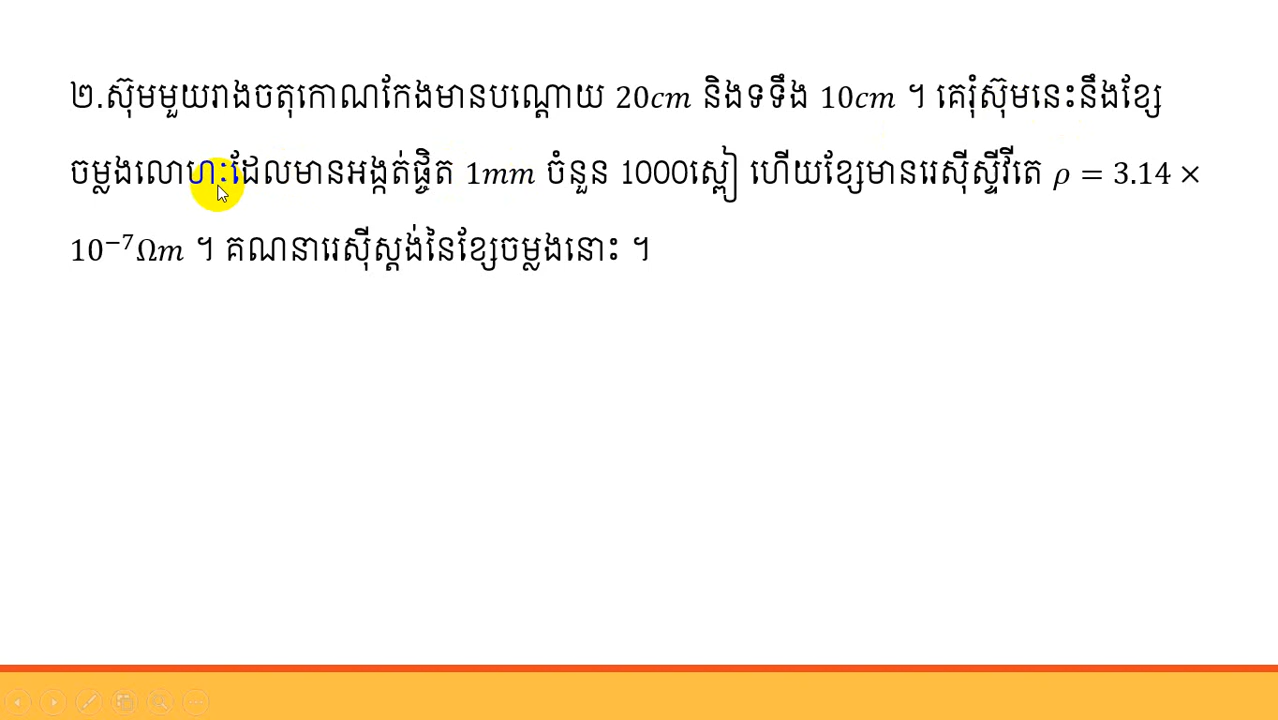 ២.ស៊ុមមួយរាងចតុកោណកែងមានបណ្ដោយ 20cm និងទទឹង 10cm ។ គេរុំស៊ុមនេះនឹងខ្សែ
ចម្លងលោហៈដែលមានអង្កត់ផ្ចិត 1mm ចំនួន 1000ស្ពៀ ហើយខ្សែមានរេស៊ីស្ទីវីតេ ρ = 3.14 ×
10⁻⁷Ωm ។ គណនារេស៊ីស្តង់នៃខ្សែចម្លងនោះ ។